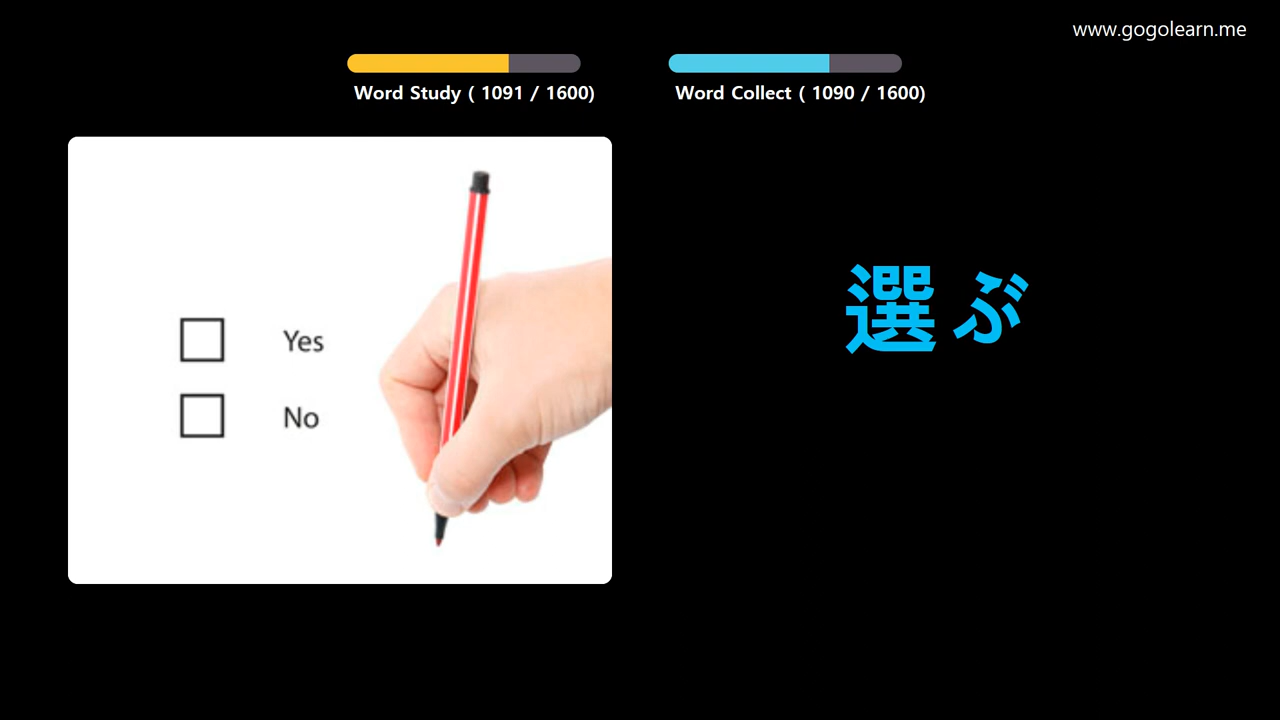 www.gogolearn.me
Word Study ( 1091 / 1600)
Word Collect ( 1090 / 1600)
Yes
No
選ぶ